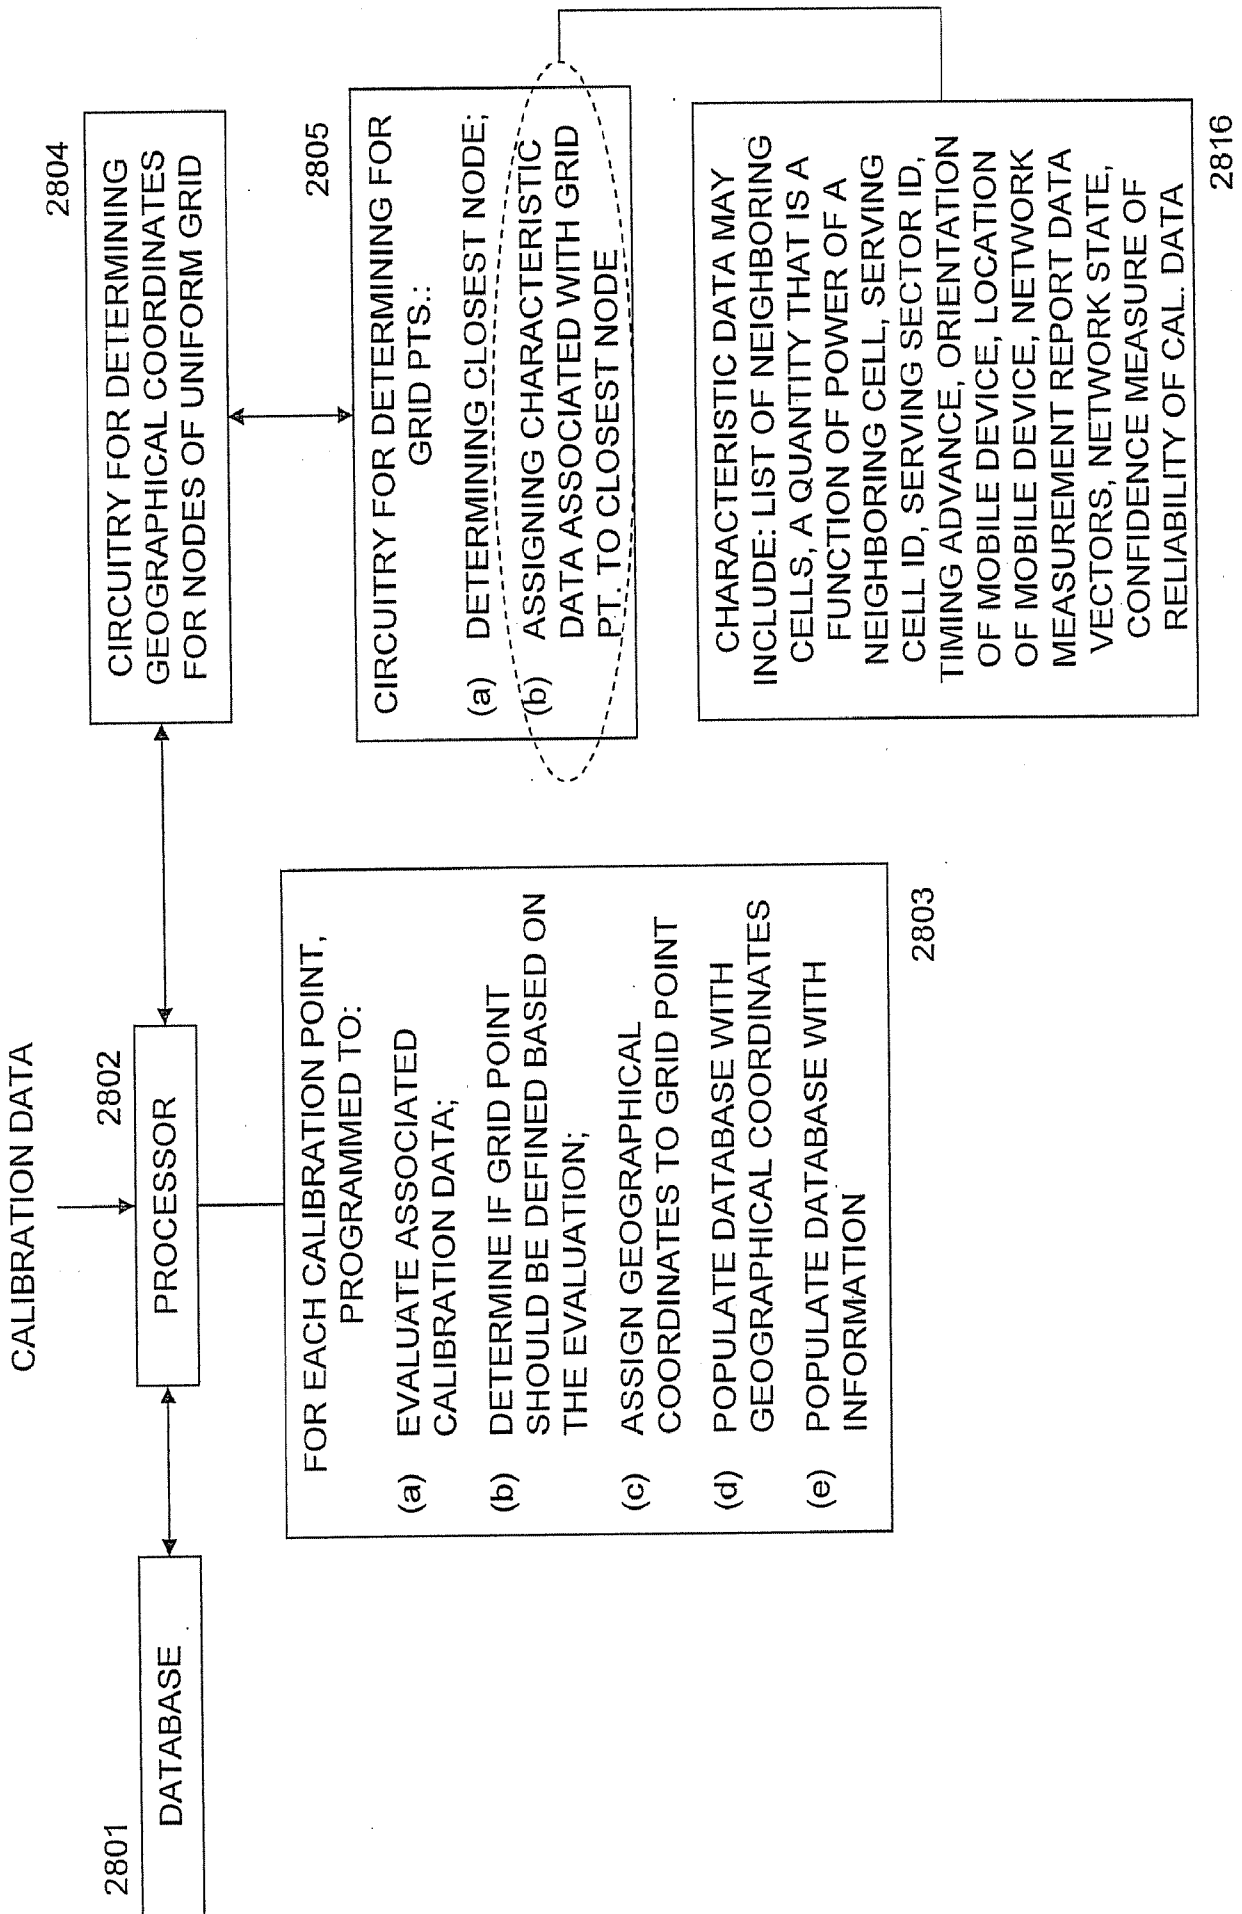 CALIBRATION DATA
2801
DATABASE
2802
PROCESSOR
2803
FOR EACH CALIBRATION POINT,
PROGRAMMED TO:
(a) EVALUATE ASSOCIATED
CALIBRATION DATA;
(b) DETERMINE IF GRID POINT
SHOULD BE DEFINED BASED ON
THE EVALUATION;
(c) ASSIGN GEOGRAPHICAL
COORDINATES TO GRID POINT
(d) POPULATE DATABASE WITH
GEOGRAPHICAL COORDINATES
(e) POPULATE DATABASE WITH
INFORMATION
2804
CIRCUITRY FOR DETERMINING
GEOGRAPHICAL COORDINATES
FOR NODES OF UNIFORM GRID
2805
CIRCUITRY FOR DETERMINING FOR
GRID PTS.:
(a) DETERMINING CLOSEST NODE;
(b) ASSIGNING CHARACTERISTIC
DATA ASSOCIATED WITH GRID
PT. TO CLOSEST NODE
CHARACTERISTIC DATA MAY
INCLUDE: LIST OF NEIGHBORING
CELLS, A QUANTITY THAT IS A
FUNCTION OF POWER OF A
NEIGHBORING CELL, SERVING
CELL ID, SERVING SECTOR ID,
TIMING ADVANCE, ORIENTATION
OF MOBILE DEVICE, LOCATION
OF MOBILE DEVICE, NETWORK
MEASUREMENT REPORT DATA
VECTORS, NETWORK STATE,
CONFIDENCE MEASURE OF
RELIABILITY OF CAL. DATA
2816